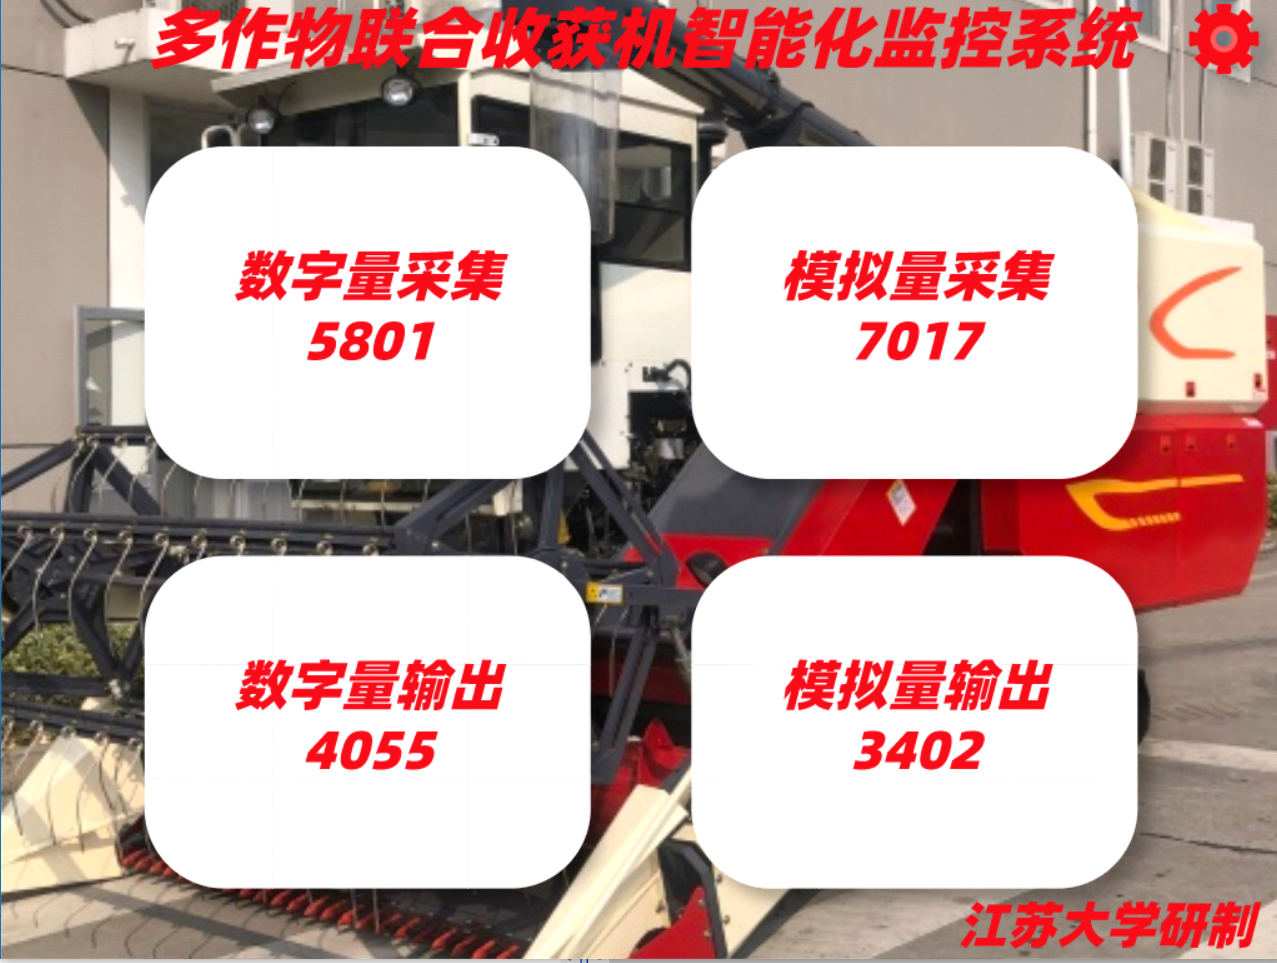 多作物联合收获机智能化监控系统
数字量采集
5801
模拟量采集
7017
数字量输出
4055
模拟量输出
3402
江苏大学研制